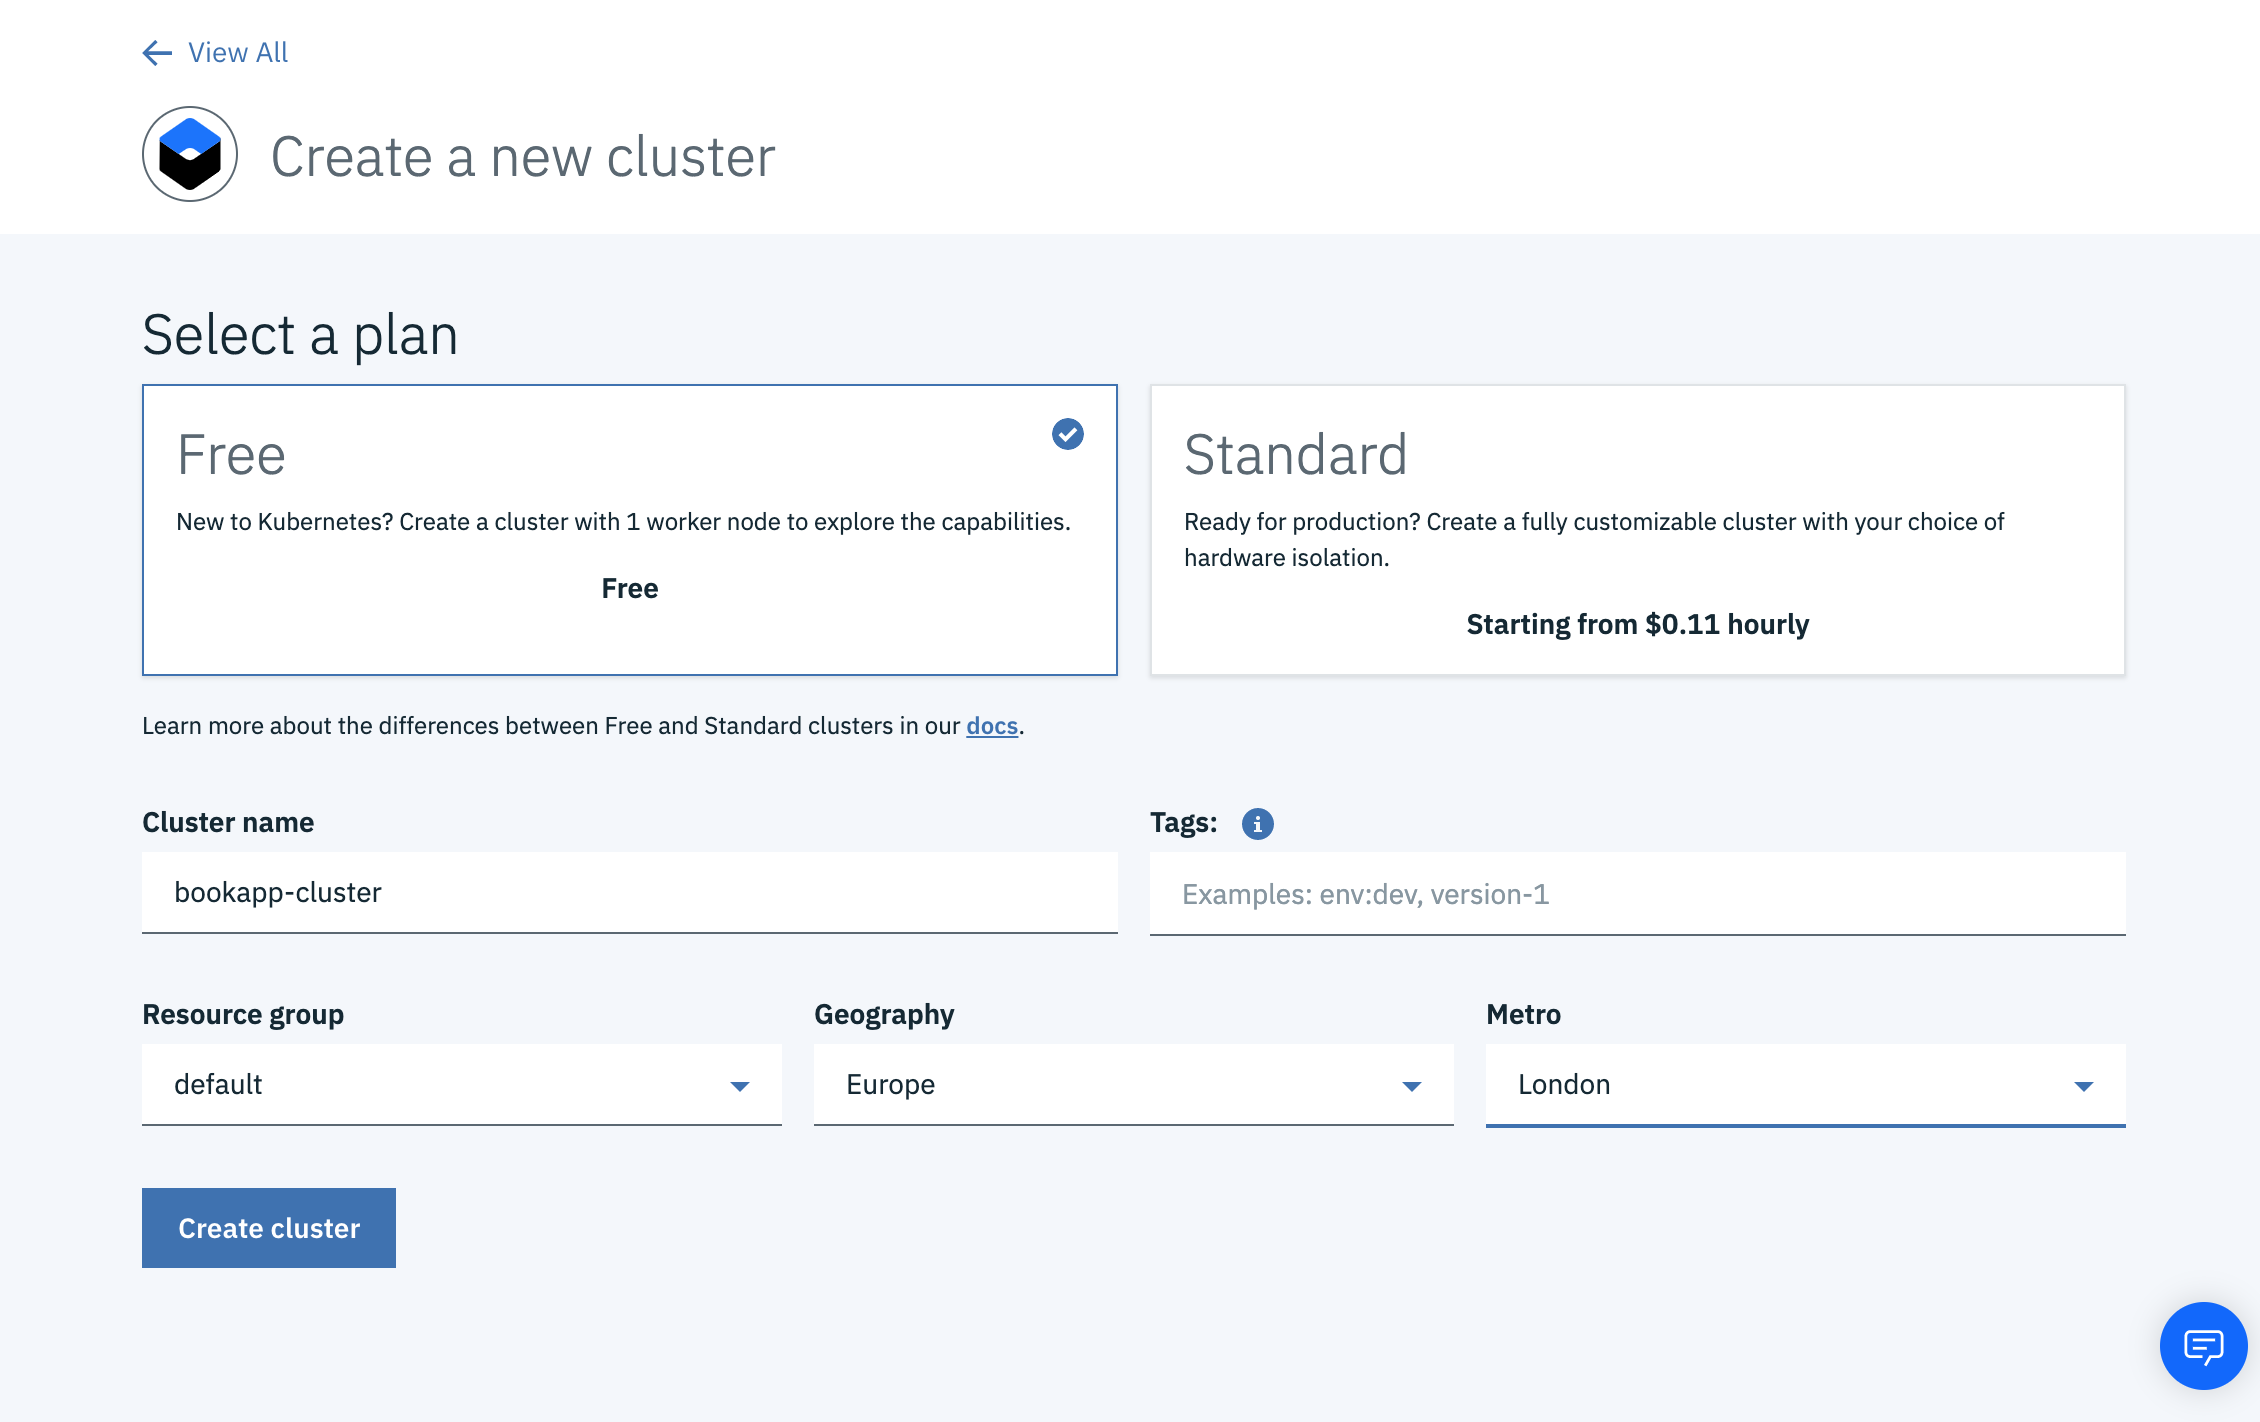 View All
Create a new cluster
Select a plan
Free
New to Kubernetes? Create a cluster with 1 worker node to explore the capabilities.
Free
Standard
Ready for production? Create a fully customizable cluster with your choice of
hardware isolation.
Starting from $0.11 hourly
Learn more about the differences between Free and Standard clusters in our docs.
Cluster name
bookapp-cluster
Tags:
Examples: env:dev, version-1
Resource group
default
Geography
Europe
Metro
London
Create cluster